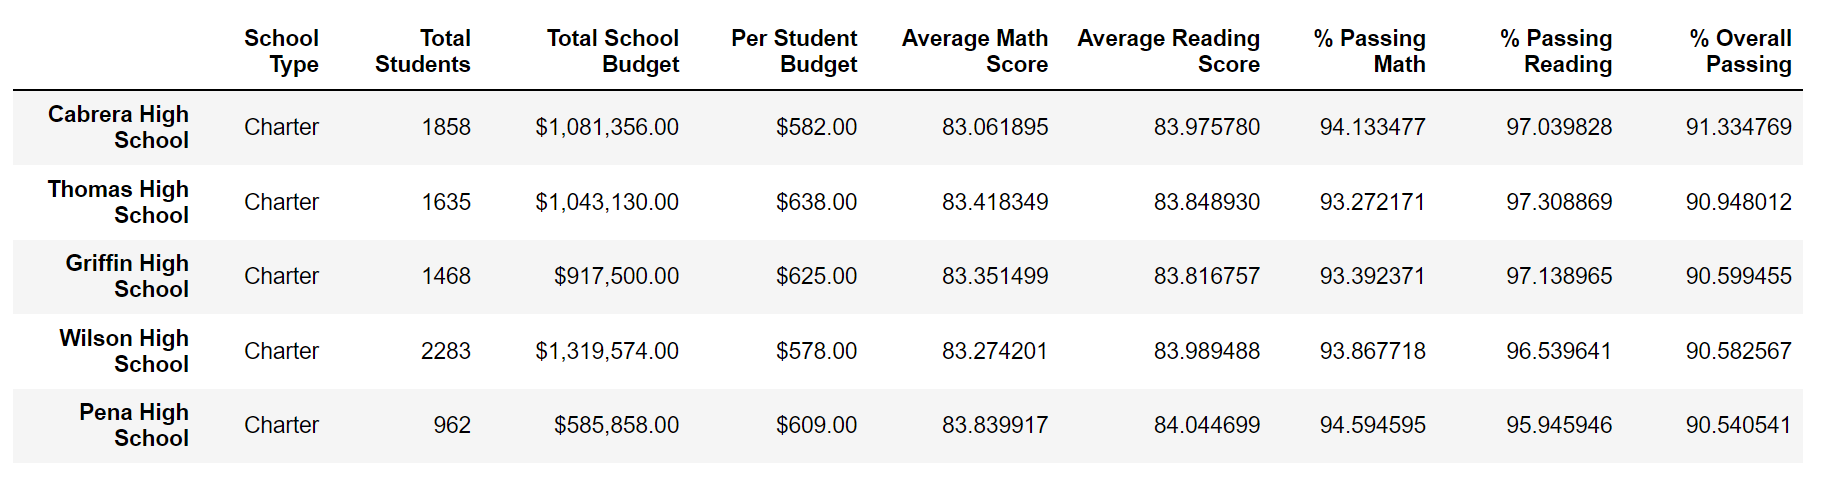 School Type Total Students Total School Budget Per Student Budget Average Math Score Average Reading Score % Passing Math % Passing Reading % Overall Passing
Cabrera High School Charter 1858 $1,081,356.00 $582.00 83.061895 83.975780 94.133477 97.039828 91.334769
Thomas High School Charter 1635 $1,043,130.00 $638.00 83.418349 83.848930 93.272171 97.308869 90.948012
Griffin High School Charter 1468 $917,500.00 $625.00 83.351499 83.816757 93.392371 97.138965 90.599455
Wilson High School Charter 2283 $1,319,574.00 $578.00 83.274201 83.989488 93.867718 96.539641 90.582567
Pena High School Charter 962 $585,858.00 $609.00 83.839917 84.044699 94.594595 95.945946 90.540541